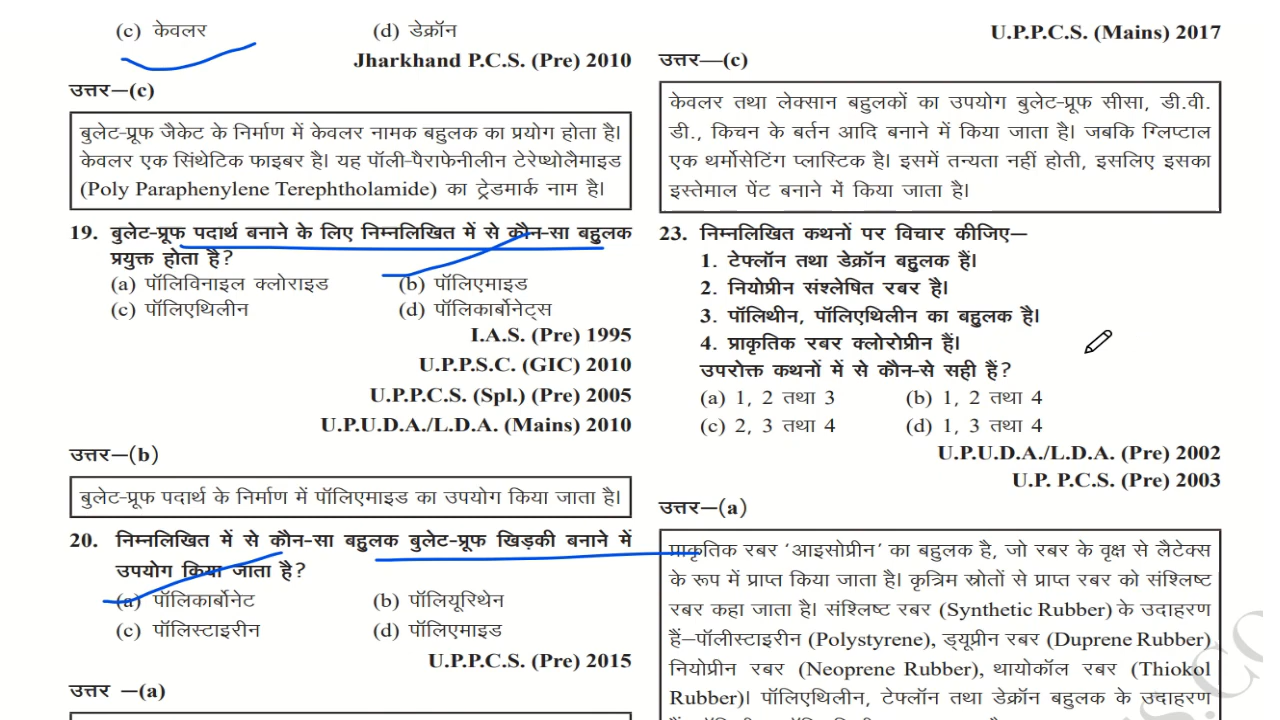 (c) केवलर (d) डेक्रॉन
Jharkhand P.C.S. (Pre) 2010
उत्तर–(c)
बुलेट-प्रूफ जैकेट के निर्माण में केवलर नामक बहुलक का प्रयोग होता है।
केवलर एक सिंथेटिक फाइबर है। यह पॉली-पैराफेनीलीन टेरेप्थोलैमाइड
(Poly Paraphenylene Terephtholamide) का ट्रेडमार्क नाम है।
19. बुलेट-प्रूफ पदार्थ बनाने के लिए निम्नलिखित में से कौन-सा बहुलक
प्रयुक्त होता है?
(a) पॉलिविनाइल क्लोराइड (b) पॉलिएमाइड
(c) पॉलिएथिलीन (d) पॉलिकार्बोनेट्स
I.A.S. (Pre) 1995
U.P.P.S.C. (GIC) 2010
U.P.P.C.S. (Spl.) (Pre) 2005
U.P.U.D.A./L.D.A. (Mains) 2010
उत्तर–(b)
बुलेट-प्रूफ पदार्थ के निर्माण में पॉलिएमाइड का उपयोग किया जाता है।
20. निम्नलिखित में से कौन-सा बहुलक बुलेट-प्रूफ खिड़की बनाने में
उपयोग किया जाता है?
(a) पॉलिकार्बोनेट (b) पॉलियूरिथेन
(c) पॉलिस्टाइरीन (d) पॉलिएमाइड
U.P.P.C.S. (Pre) 2015
उत्तर –(a)
U.P.P.C.S. (Mains) 2017
उत्तर—(c)
केवलर तथा लेक्सान बहुलकों का उपयोग बुलेट-प्रूफ सीसा, डी.वी.
डी., किचन के बर्तन आदि बनाने में किया जाता है। जबकि ग्लिप्टाल
एक थर्मोसेटिंग प्लास्टिक है। इसमें तन्यता नहीं होती, इसलिए इसका
इस्तेमाल पेंट बनाने में किया जाता है।
23. निम्नलिखित कथनों पर विचार कीजिए–
1. टेफ्लॉन तथा डेक्रॉन बहुलक हैं।
2. नियोप्रीन संश्लेषित रबर है।
3. पॉलिथीन, पॉलिएथिलीन का बहुलक है।
4. प्राकृतिक रबर क्लोरोप्रीन हैं।
उपरोक्त कथनों में से कौन-से सही हैं?
(a) 1, 2 तथा 3 (b) 1, 2 तथा 4
(c) 2, 3 तथा 4 (d) 1, 3 तथा 4
U.P.U.D.A./L.D.A. (Pre) 2002
U.P. P.C.S. (Pre) 2003
उत्तर–(a)
प्राकृतिक रबर ‘आइसोप्रीन’ का बहुलक है, जो रबर के वृक्ष से लैटेक्स
के रूप में प्राप्त किया जाता है। कृत्रिम स्रोतों से प्राप्त रबर को संश्लिष्ट
रबर कहा जाता है। संश्लिष्ट रबर (Synthetic Rubber) के उदाहरण
हैं–पॉलीस्टाइरीन (Polystyrene), ड्यूप्रीन रबर (Duprene Rubber)
नियोप्रीन रबर (Neoprene Rubber), थायोकॉल रबर (Thiokol
Rubber)। पॉलिएथिलीन, टेफ्लॉन तथा डेक्रॉन बहुलक के उदाहरण